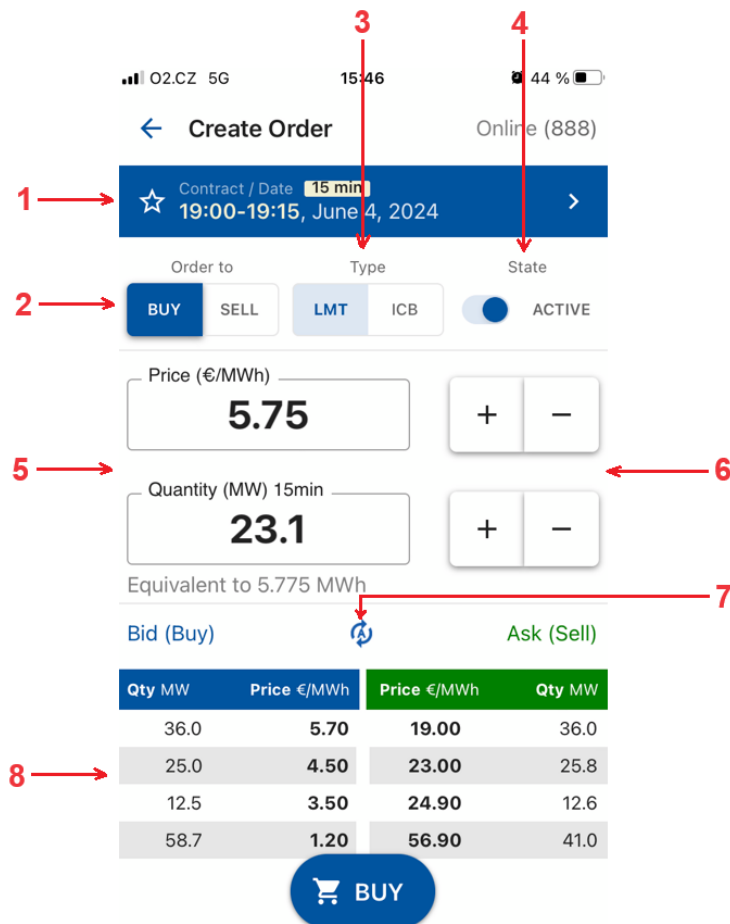 3 4
O2.CZ 5G 15:46 44 %
Create Order Online (888)
Contract / Date 15 min
1
19:00-19:15, June 4, 2024
Order to Type State
2 BUY SELL LMT ICB ACTIVE
Price (€/MWh)
5.75 + −
5 6
Quantity (MW) 15min
23.1 + −
Equivalent to 5.775 MWh
7
Bid (Buy) A Ask (Sell)
Qty MW Price €/MWh Price €/MWh Qty MW
36.0 5.70 19.00 36.0
25.0 4.50 23.00 25.8
8
12.5 3.50 24.90 12.6
58.7 1.20 56.90 41.0
BUY